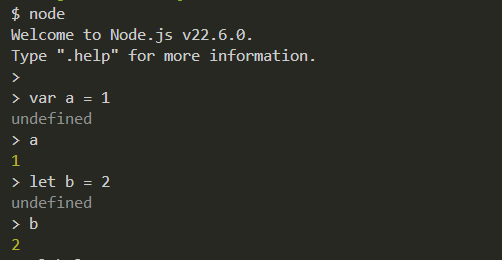 $ node
Welcome to Node.js v22.6.0.
Type ".help" for more information.
>
> var a = 1
undefined
> a
1
> let b = 2
undefined
> b
2